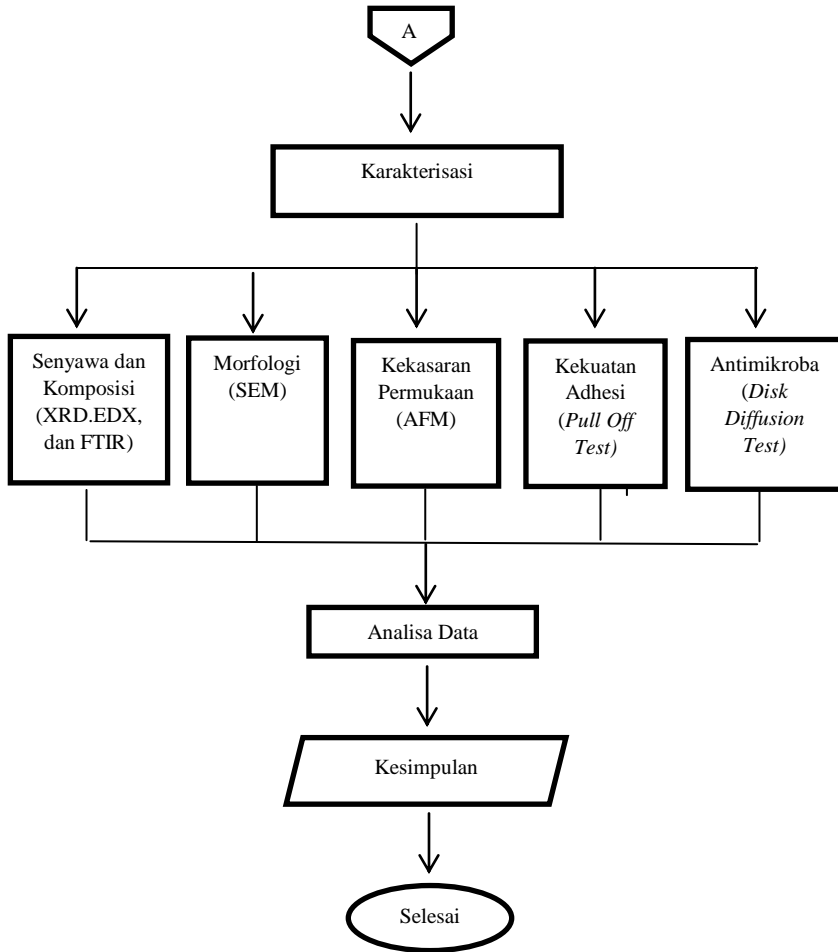 A
Karakterisasi
Senyawa dan
Komposisi
(XRD.EDX,
dan FTIR)
Morfologi
(SEM)
Kekasaran
Permukaan
(AFM)
Kekuatan
Adhesi
(Pull Off
Test)
Antimikroba
(Disk
Diffusion
Test)
Analisa Data
Kesimpulan
Selesai